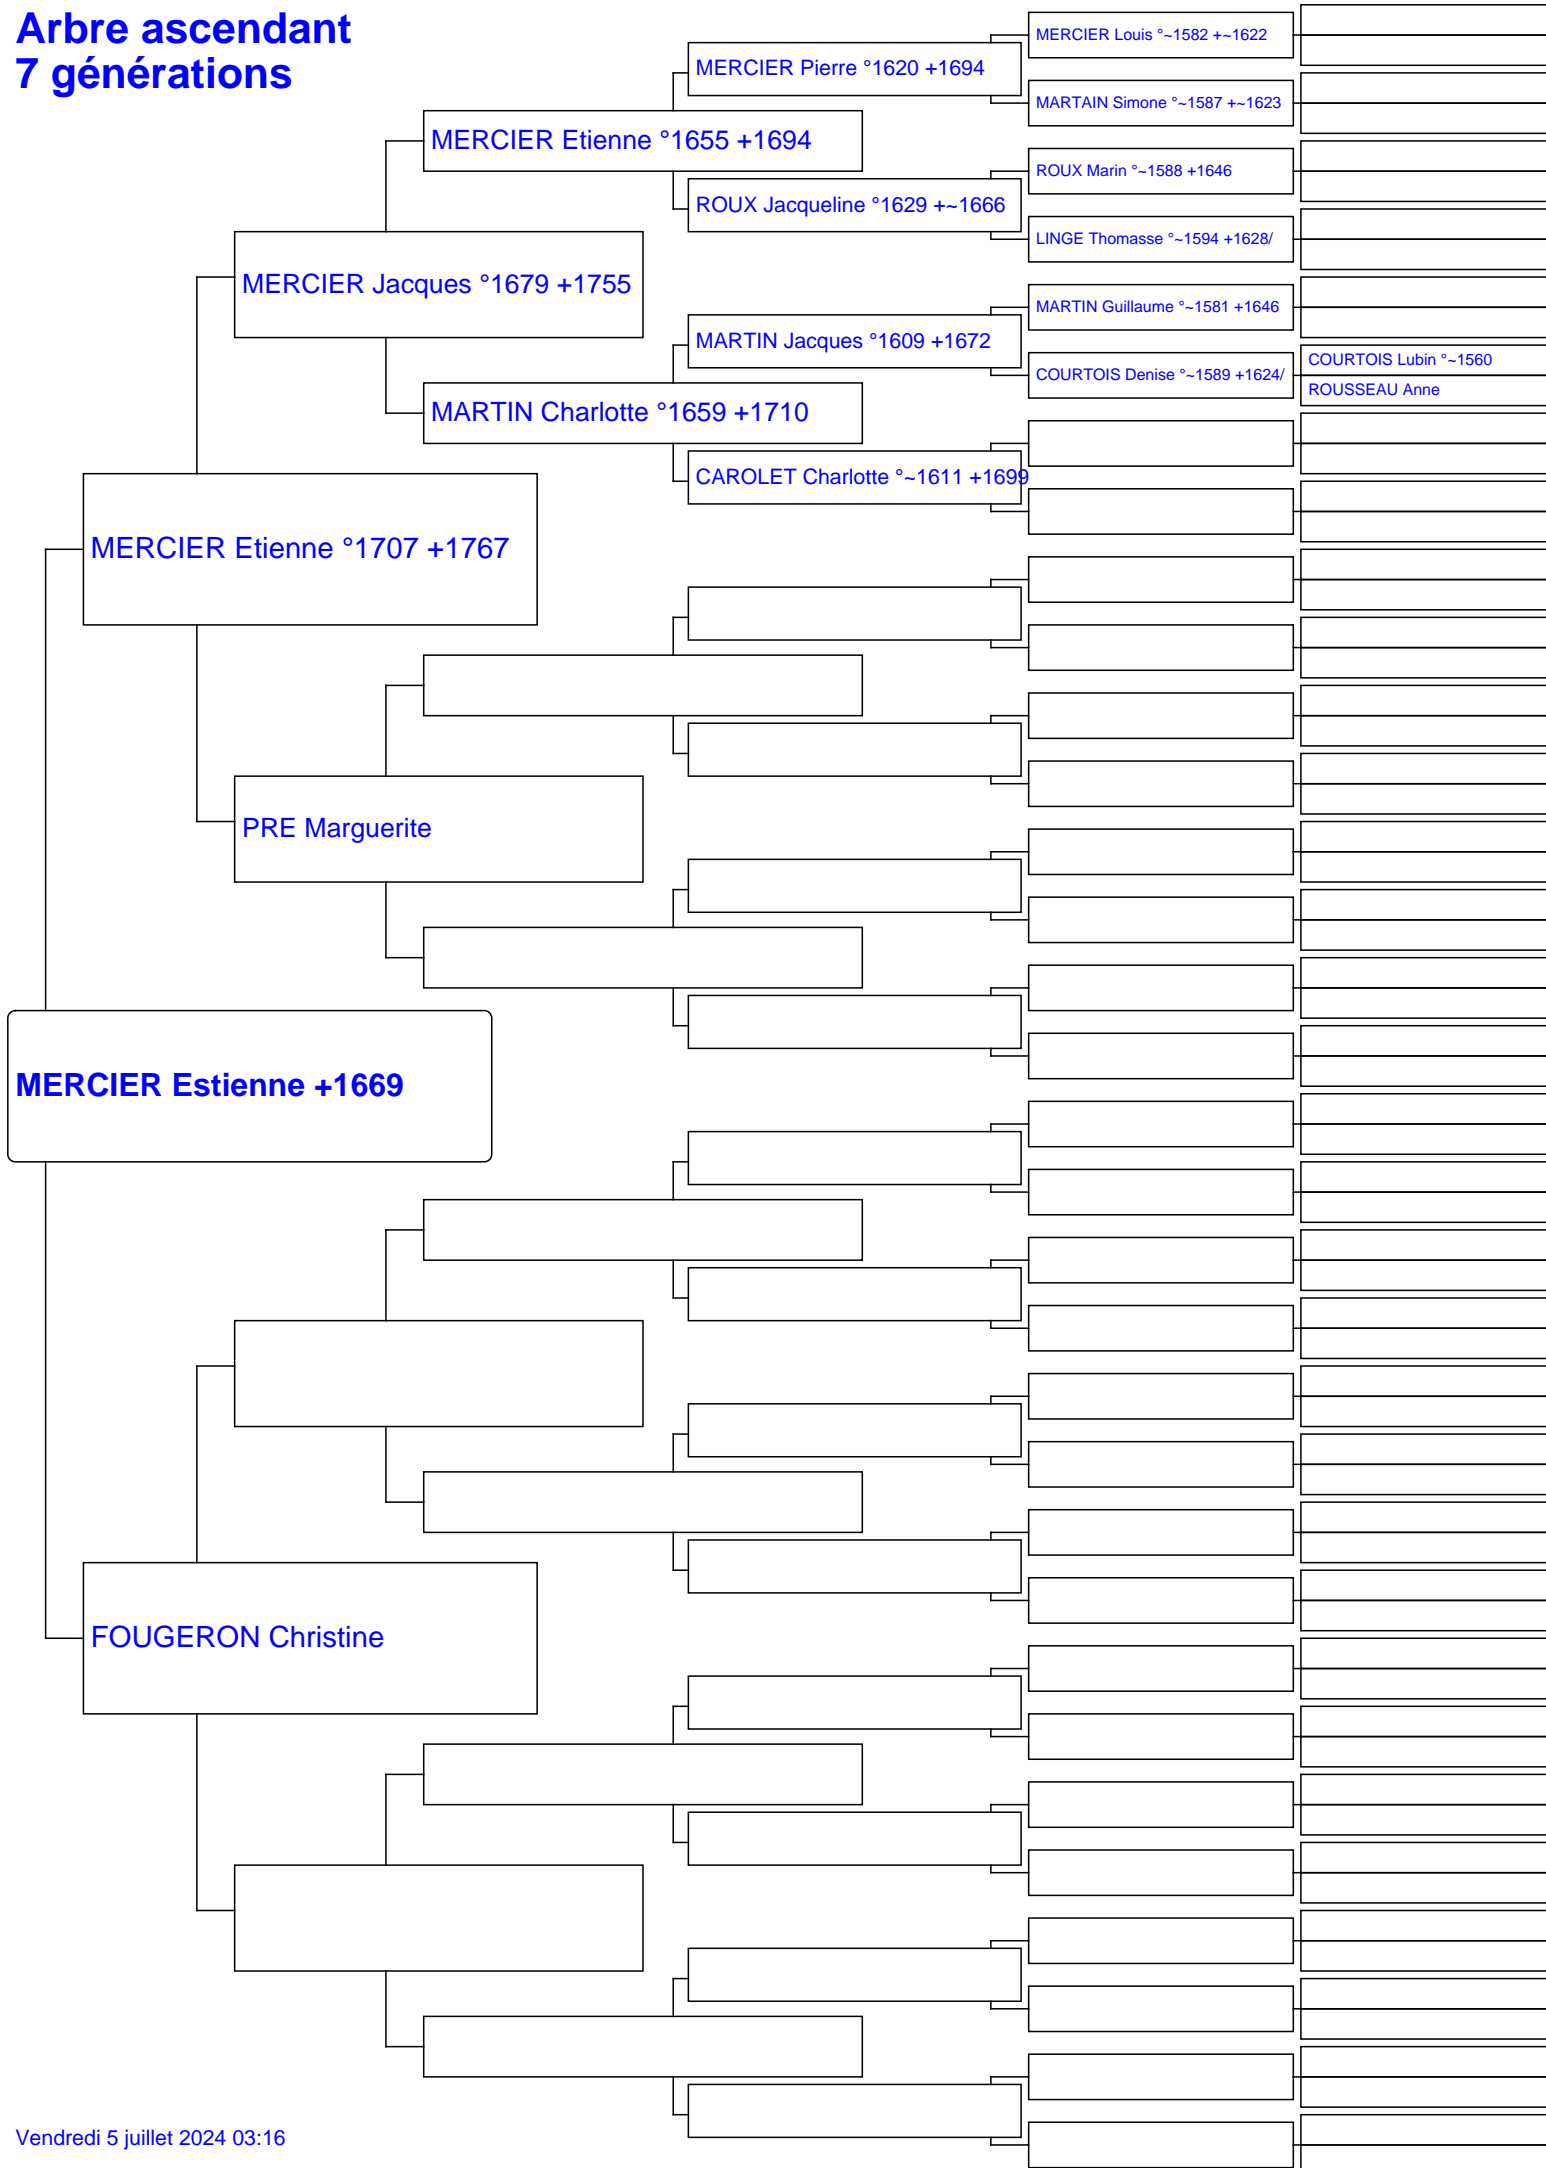 Arbre ascendant
7 générations
MERCIER Louis °~1582 +~1622
MERCIER Pierre °1620 +1694
MARTAIN Simone °~1587 +~1623
MERCIER Etienne °1655 +1694
ROUX Marin °~1588 +1646
ROUX Jacqueline °1629 +~1666
LINGE Thomasse °~1594 +1628/
MERCIER Jacques °1679 +1755
MARTIN Guillaume °~1581 +1646
MARTIN Jacques °1609 +1672
COURTOIS Lubin °~1560
COURTOIS Denise °~1589 +1624/
ROUSSEAU Anne
MARTIN Charlotte °1659 +1710
CAROLET Charlotte °~1611 +1699
MERCIER Etienne °1707 +1767
PRE Marguerite
MERCIER Estienne +1669
FOUGERON Christine
Vendredi 5 juillet 2024 03:16